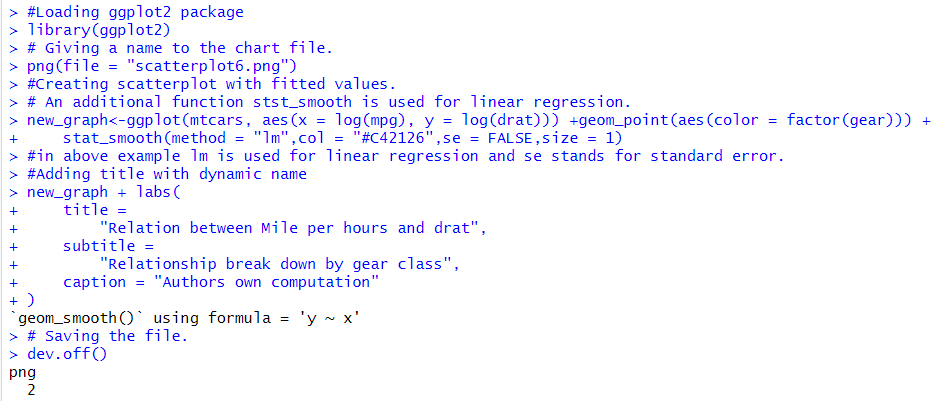 > #Loading ggplot2 package
> library(ggplot2)
> # Giving a name to the chart file.
> png(file = "scatterplot6.png")
> #Creating scatterplot with fitted values.
> # An additional function stst_smooth is used for linear regression.
> new_graph<-ggplot(mtcars, aes(x = log(mpg), y = log(drat))) +geom_point(aes(color = factor(gear))) +
+     stat_smooth(method = "lm",col = "#C42126",se = FALSE,size = 1)
> #in above example lm is used for linear regression and se stands for standard error.
> #Adding title with dynamic name
> new_graph + labs(
+     title =
+         "Relation between Mile per hours and drat",
+     subtitle =
+         "Relationship break down by gear class",
+     caption = "Authors own computation"
+ )
`geom_smooth()` using formula = 'y ~ x'
> # Saving the file.
> dev.off()
png
  2